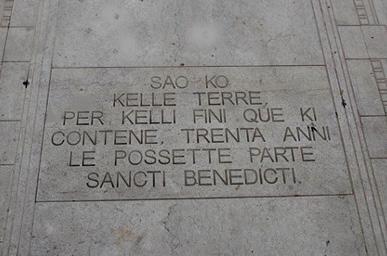 SAO KO
KELLE TERRE,
PER KELLI FINI QUE KI
CONTENE, TRENTA ANNI
LE POSSETTE PARTE
SANCTI BENEDICTI.